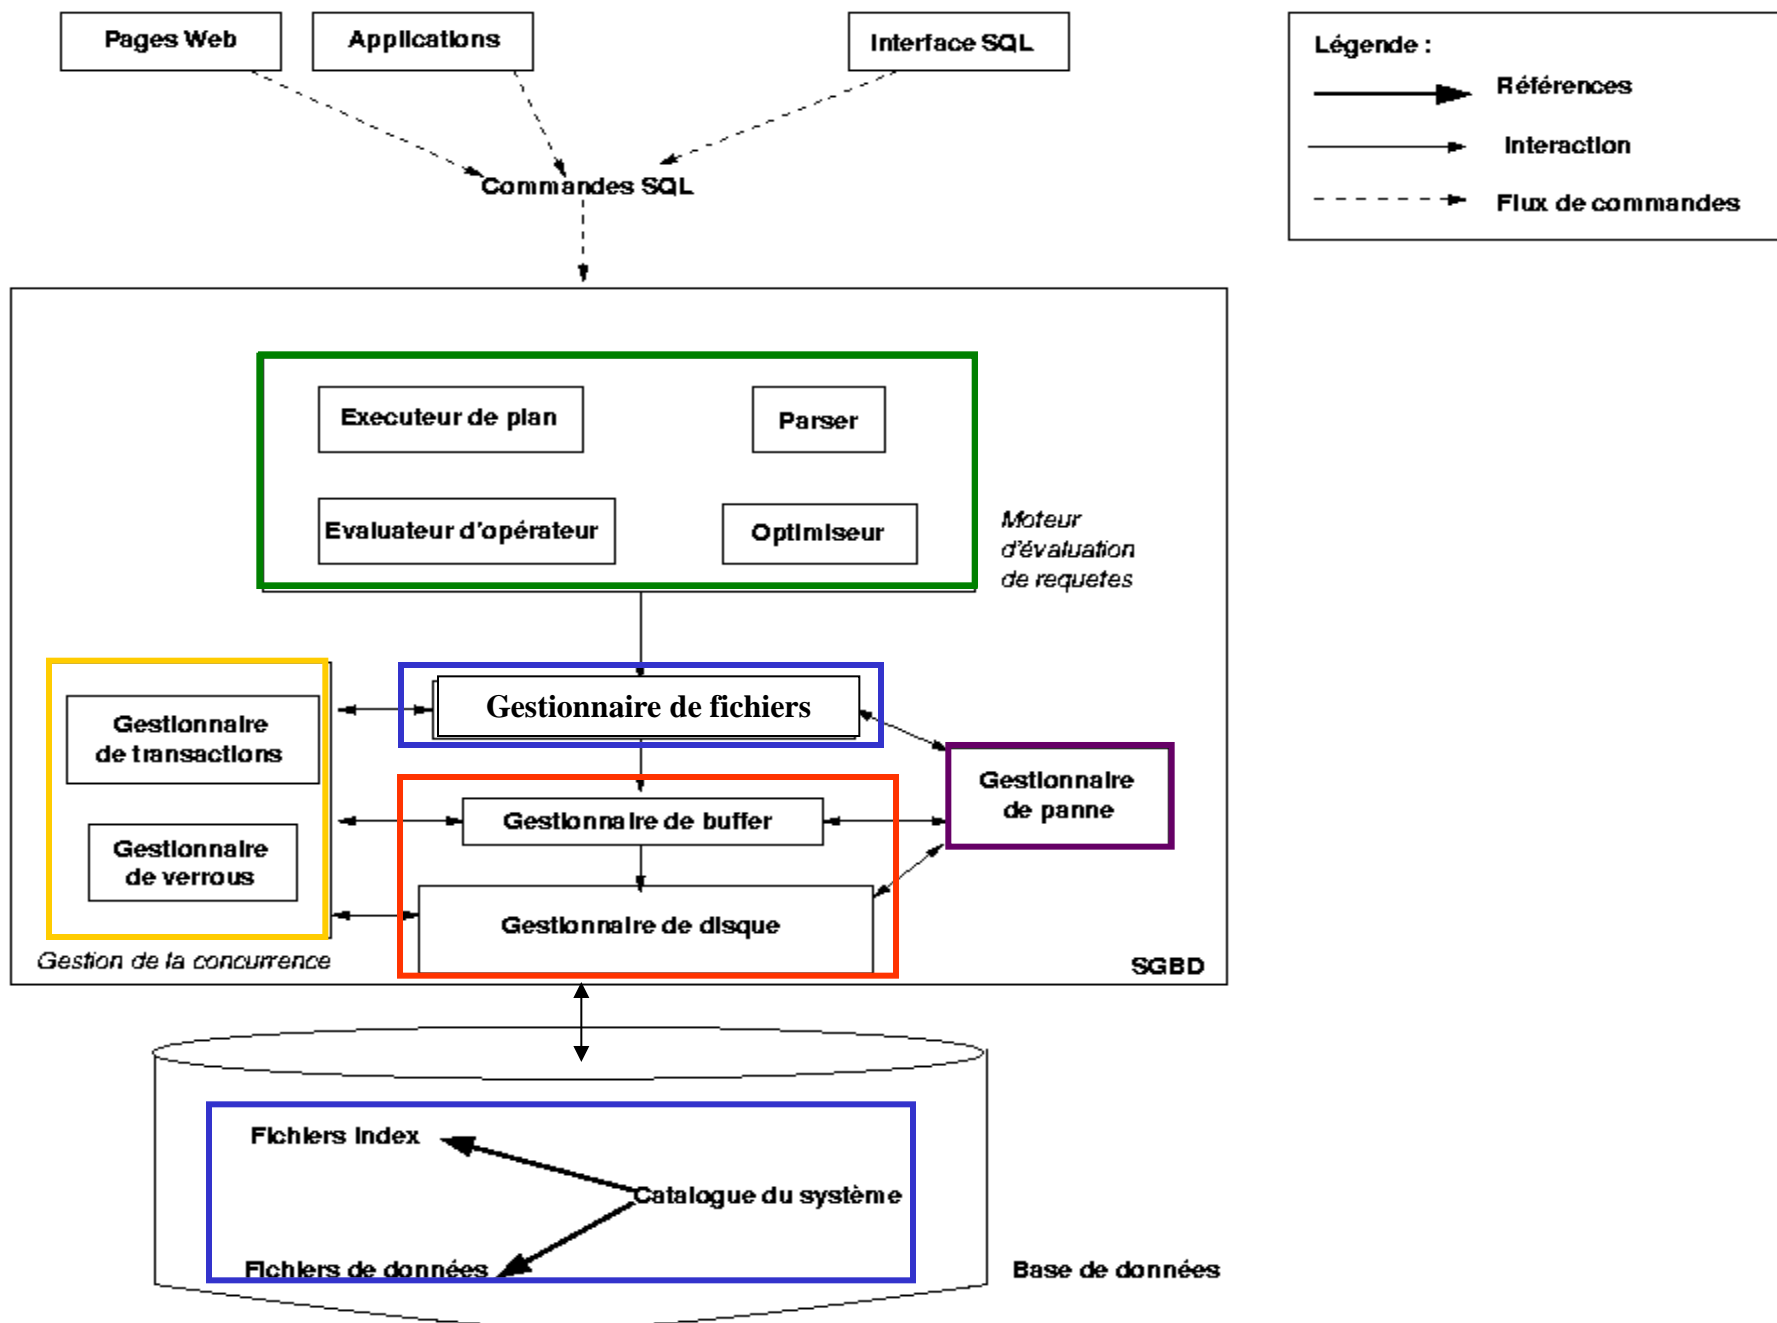 Pages Web
Applications
Interface SQL
Légende :
Références
Interaction
Flux de commandes
Commandes SQL
Executeur de plan
Parser
Evaluateur d'opérateur
Optimiseur
Moteur
d'évaluation
de requetes
Gestionnaire de fichiers
Gestionnaire
de transactions
Gestionnaire
de panne
Gestionnaire de buffer
Gestionnaire
de verrous
Gestionnaire de disque
Gestion de la concurrence
SGBD
Fichiers index
Catalogue du système
Fichiers de données
Base de données